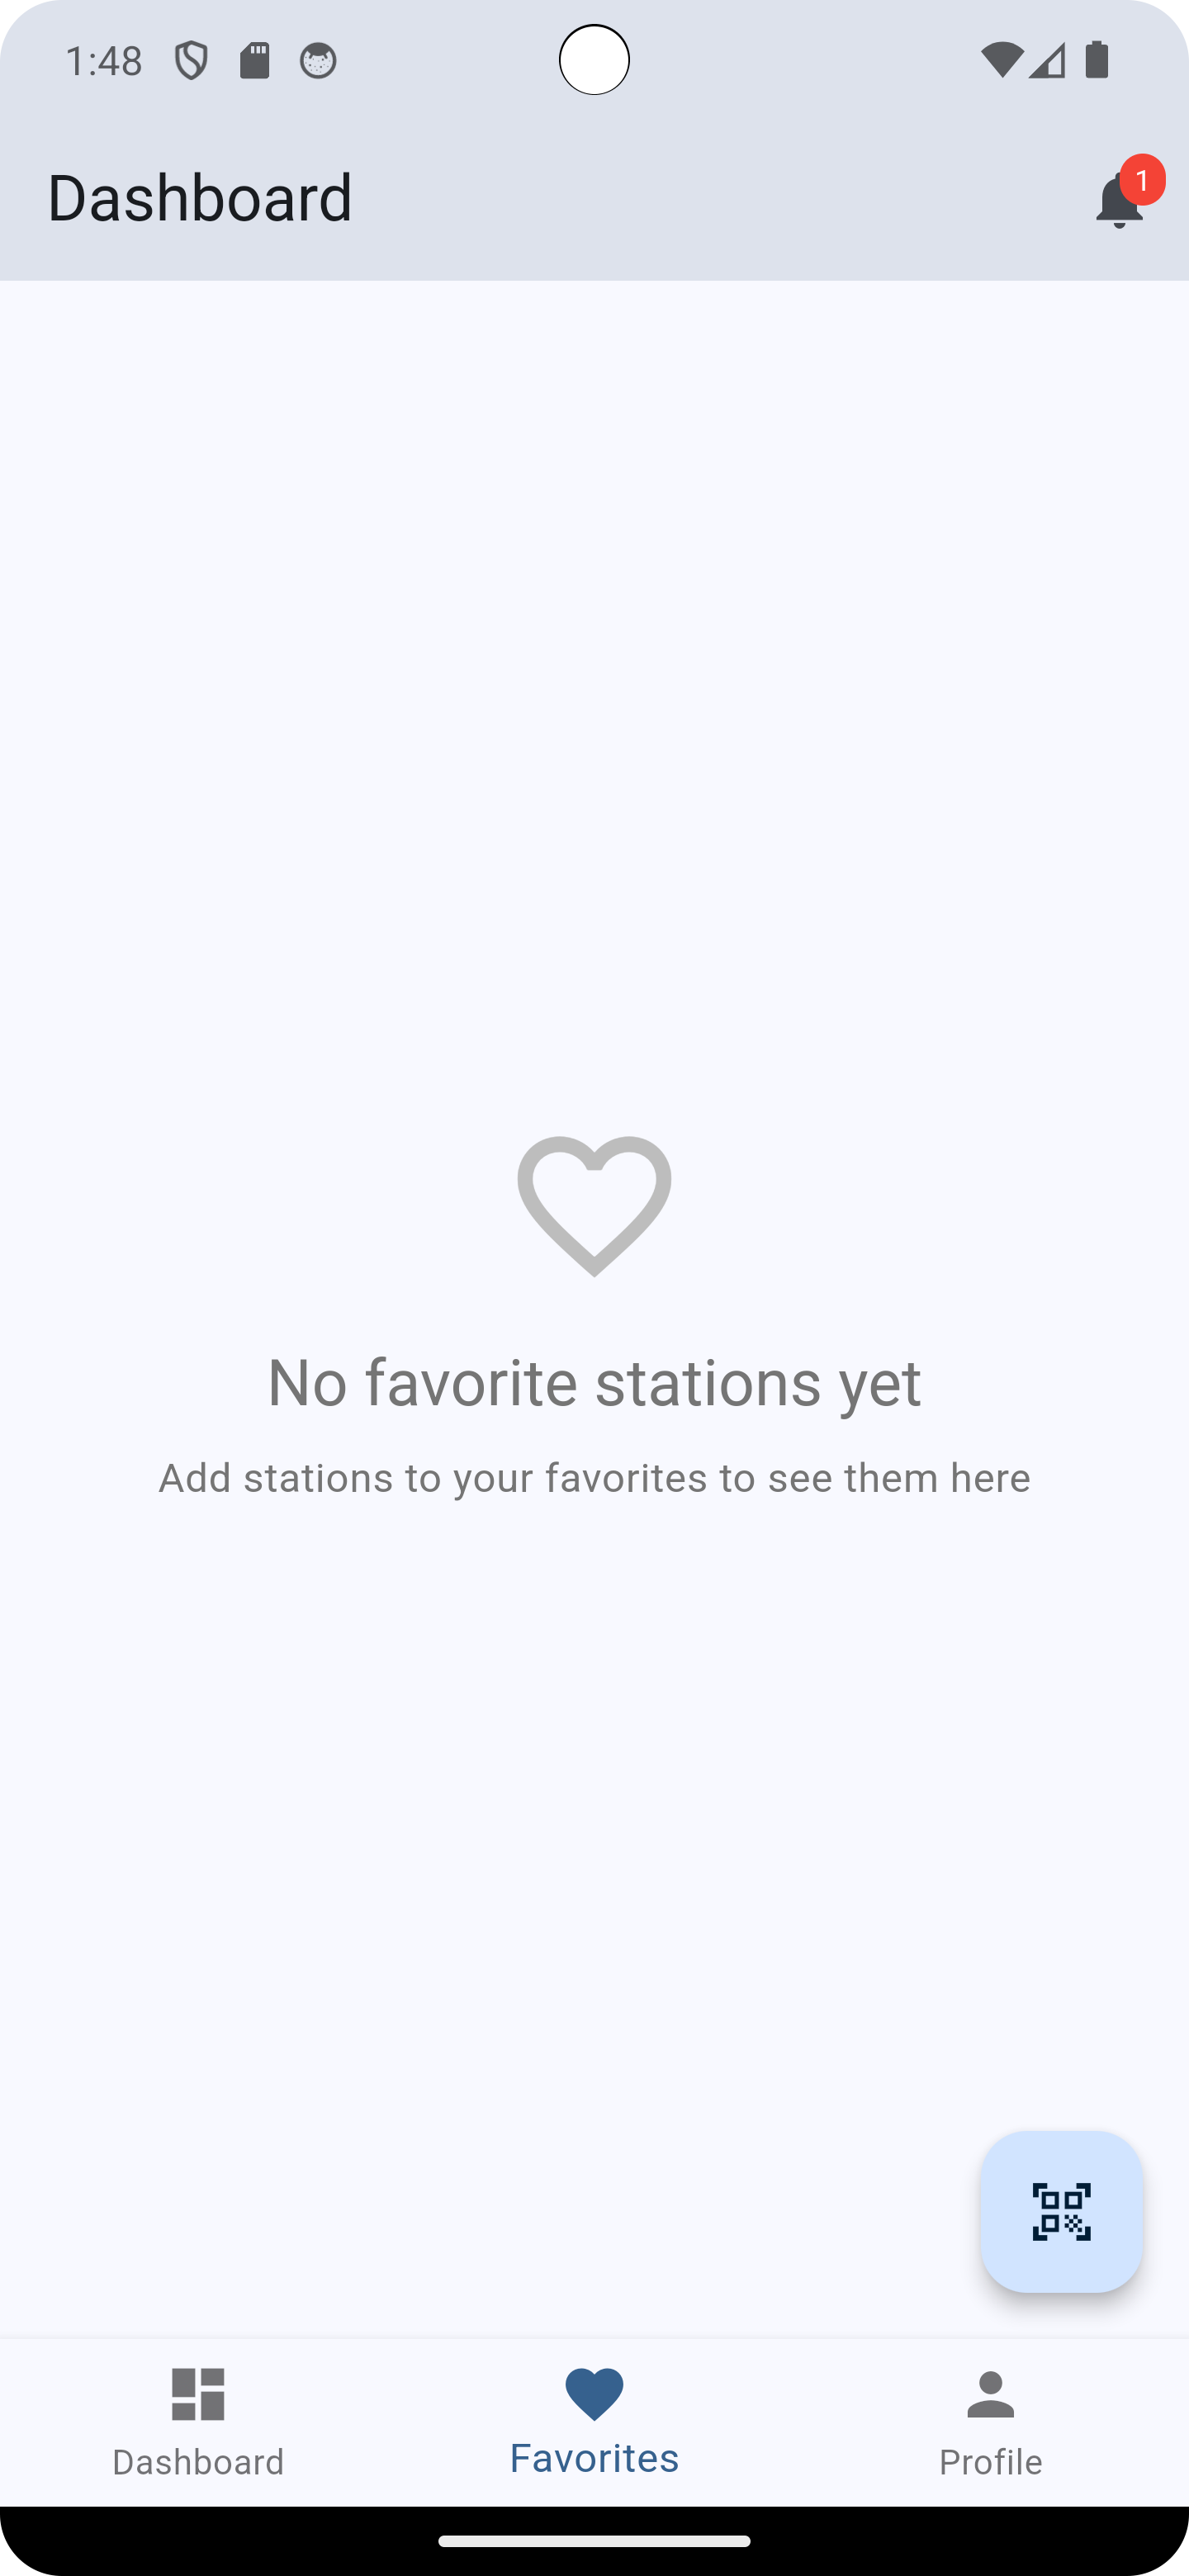 1:48
Dashboard
1
No favorite stations yet
Add stations to your favorites to see them here
Dashboard
Favorites
Profile